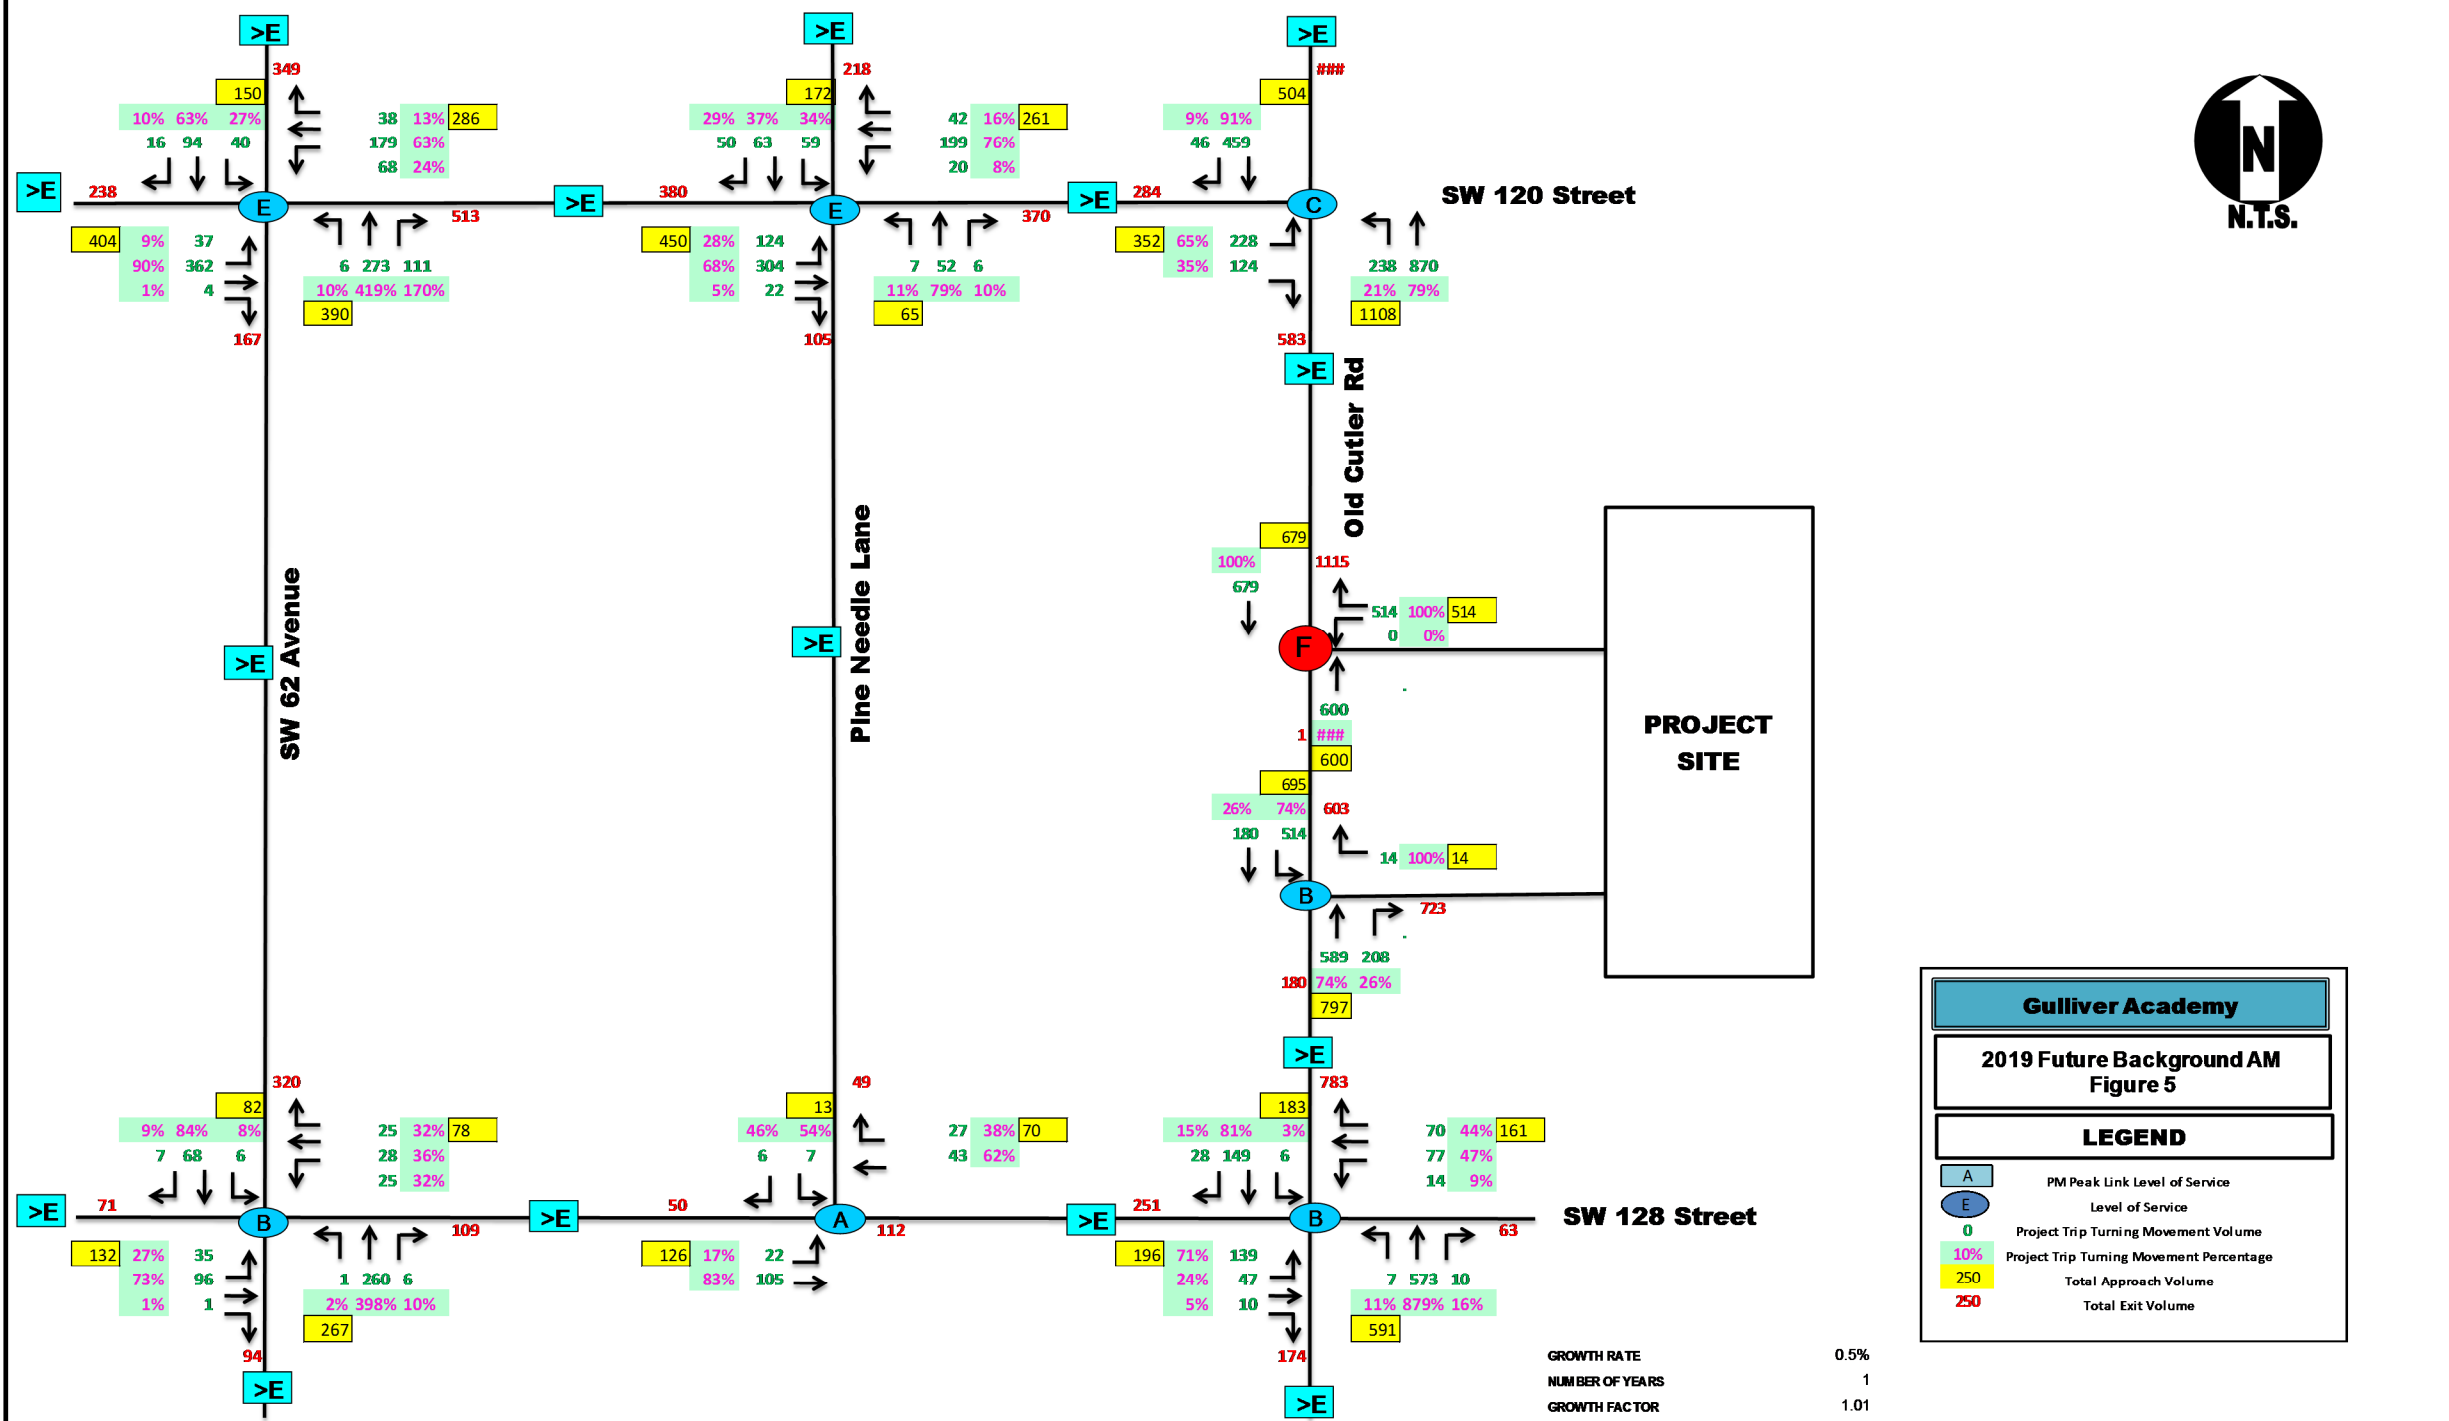 >E >E >E
349 218 ###
150 172 504
10% 63% 27% 38 13% 286 29% 37% 34% 42 16% 261 9% 91%
16 94 40 179 63% 50 63 59 199 76% 46 459
68 24% 20 8%
>E 238 E >E 380 E >E 284 C SW 120 Street
513 370
N
N.T.S.
404 9% 37 450 28% 124 352 65% 228
90% 362 6 273 111 68% 304 7 52 6 35% 124 238 870
1% 4 10% 419% 170% 5% 22 11% 79% 10% 21% 79%
390 65 1108
167 105 583
>E
Old Cutler Rd
SW 62 Avenue
Pine Needle Lane
679
100% 1115
679
514 100% 514
0 0%
>E >E F
600
1 ###
600
PROJECT
SITE
695
26% 74% 603
180 514
14 100% 14
B
723
589 208
180 74% 26%
797
>E
320 49 783
82 13 183
9% 84% 8% 25 32% 78 46% 54% 27 38% 70 15% 81% 3% 70 44% 161
7 68 6 28 36% 6 7 43 62% 28 149 6 77 47%
25 32% 14 9%
>E 71 B >E 50 A >E 251 B SW 128 Street
109 112 63
132 27% 35 126 17% 22 196 71% 139
73% 96 1 260 6 83% 105 24% 47 7 573 10
1% 1 2% 398% 10% 5% 10 11% 879% 16%
267 591
94 174
>E >E
GROWTH RATE 0.5%
NUMBER OF YEARS 1
GROWTH FACTOR 1.01
Gulliver Academy
2019 Future Background AM
Figure 5
LEGEND
A PM Peak Link Level of Service
E Level of Service
0 Project Trip Turning Movement Volume
10% Project Trip Turning Movement Percentage
250 Total Approach Volume
250 Total Exit Volume